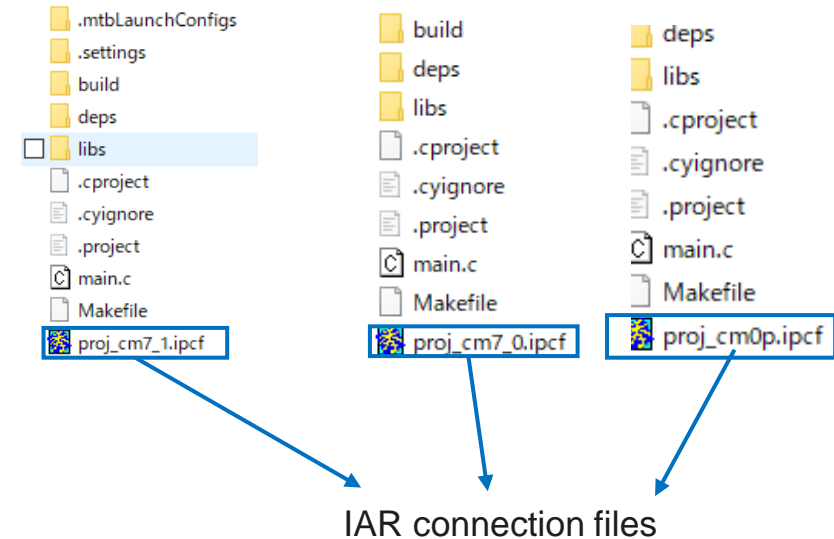 .mtbLaunchConfigs
.settings
build
deps
libs
.cproject
.cyignore
.project
main.c
Makefile
proj_cm7_1.ipcf
build
deps
libs
.cproject
.cyignore
.project
main.c
Makefile
proj_cm7_0.ipcf
deps
libs
.cproject
.cyignore
.project
main.c
Makefile
proj_cm0p.ipcf
IAR connection files